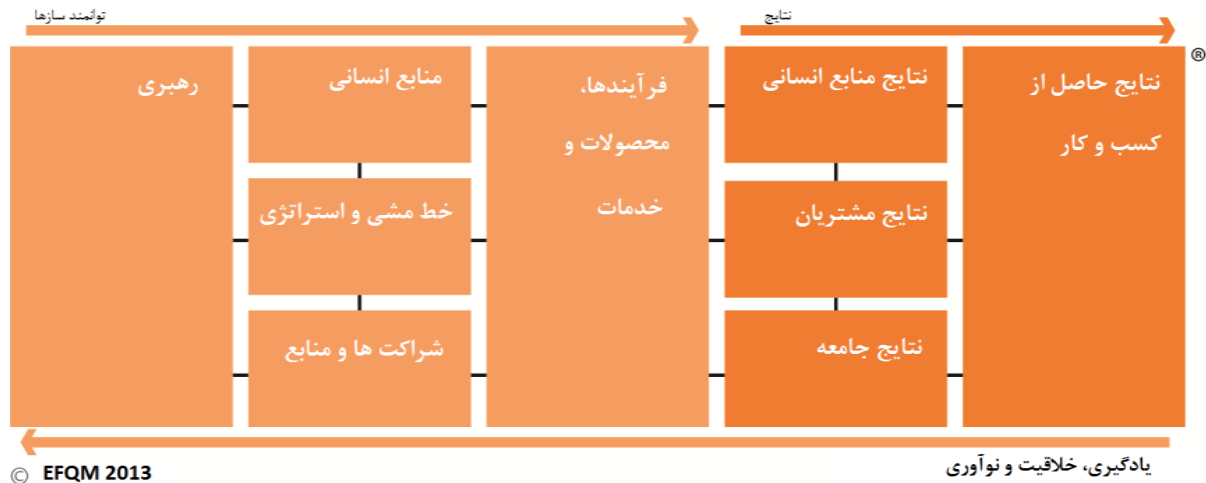 توانمند سازها
نتایج
رهبری
منابع انسانی
خط مشی و استراتژی
شراکت ها و منابع
فرآیندها،
محصولات و
خدمات
نتایج منابع انسانی
نتایج مشتریان
نتایج جامعه
نتایج حاصل از
کسب و کار
®
یادگیری، خلاقیت و نوآوری
© EFQM 2013